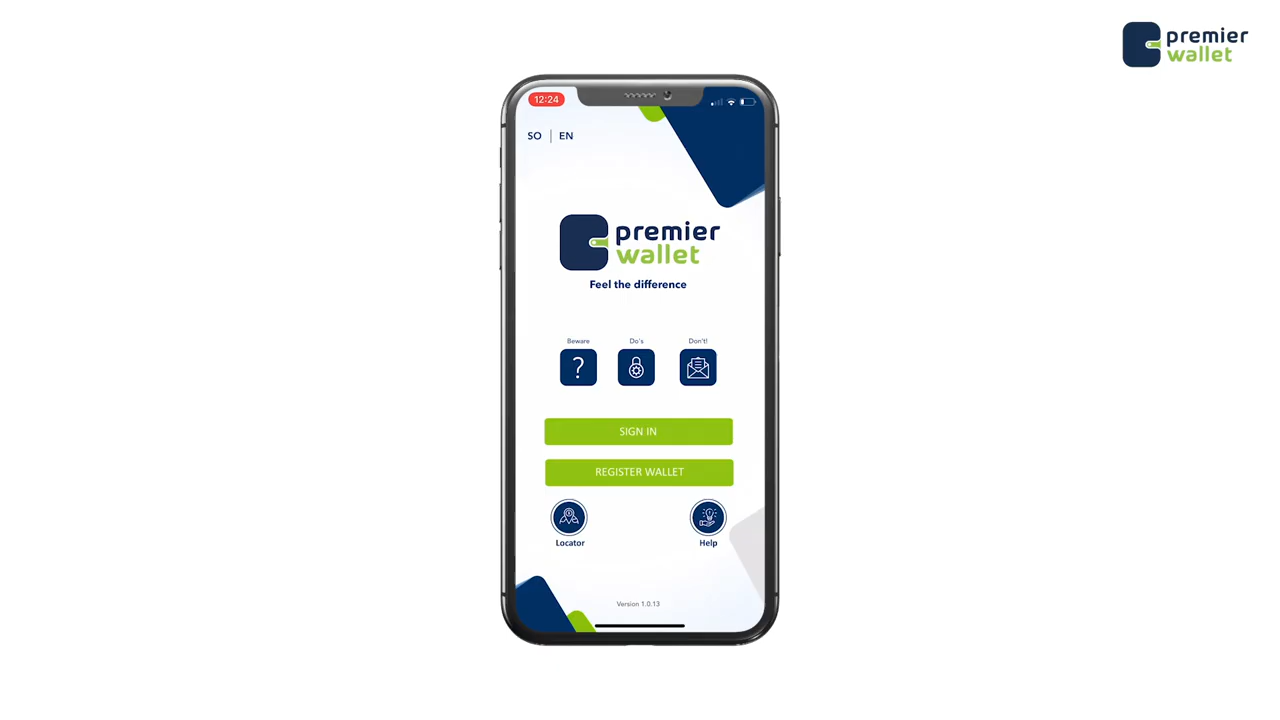 premier
wallet
12:24
SO | EN
premier
wallet
Feel the difference
Beware
Do's
Don't!
SIGN IN
REGISTER WALLET
Locator
Help
Version 1.0.13